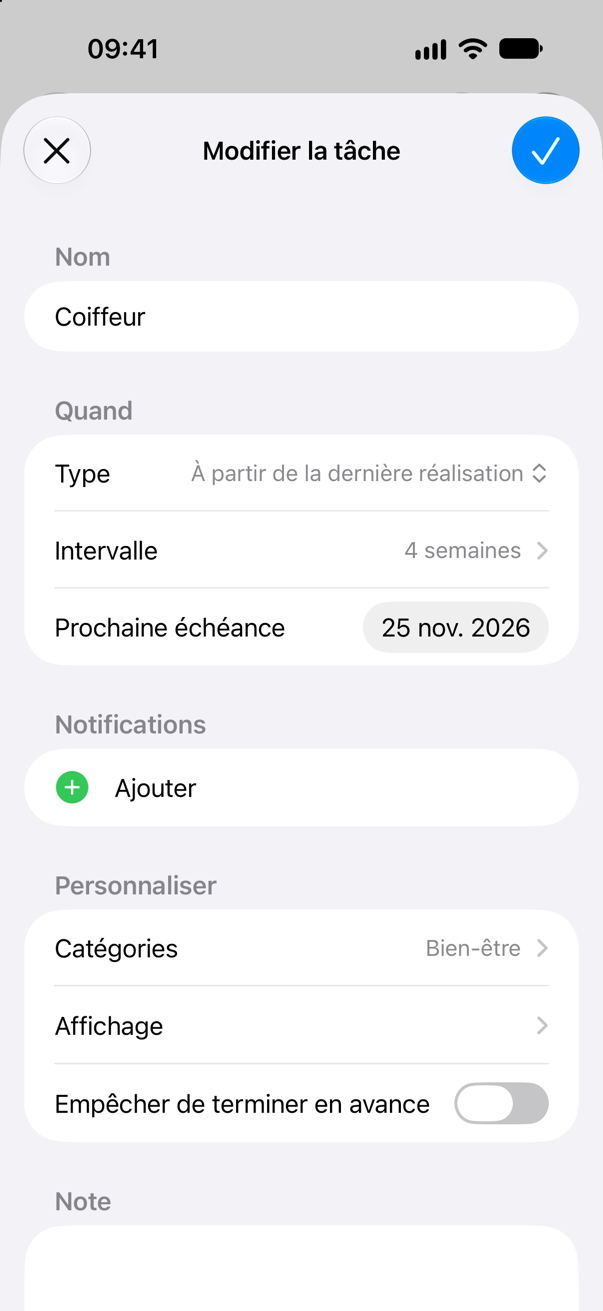 09:41
Modifier la tâche
Nom
Coiffeur
Quand
Type À partir de la dernière réalisation
Intervalle 4 semaines
Prochaine échéance 25 nov. 2026
Notifications
Ajouter
Personnaliser
Catégories Bien-être
Affichage
Empêcher de terminer en avance
Note